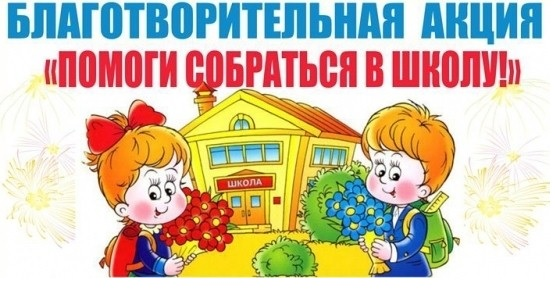 БЛАГОТВОРИТЕЛЬНАЯ АКЦИЯ
«ПОМОГИ СОБРАТЬСЯ В ШКОЛУ!»
ШКОЛА